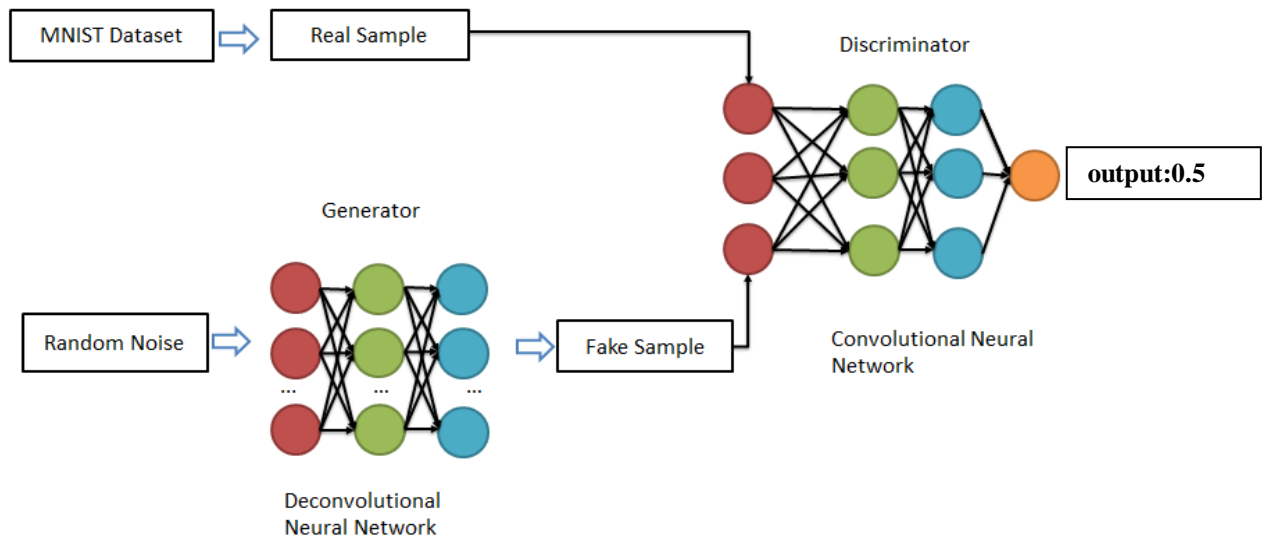 MNIST Dataset
Real Sample
Discriminator
output:0.5
Generator
Random Noise
...
...
...
Fake Sample
Convolutional Neural
Network
Deconvolutional
Neural Network